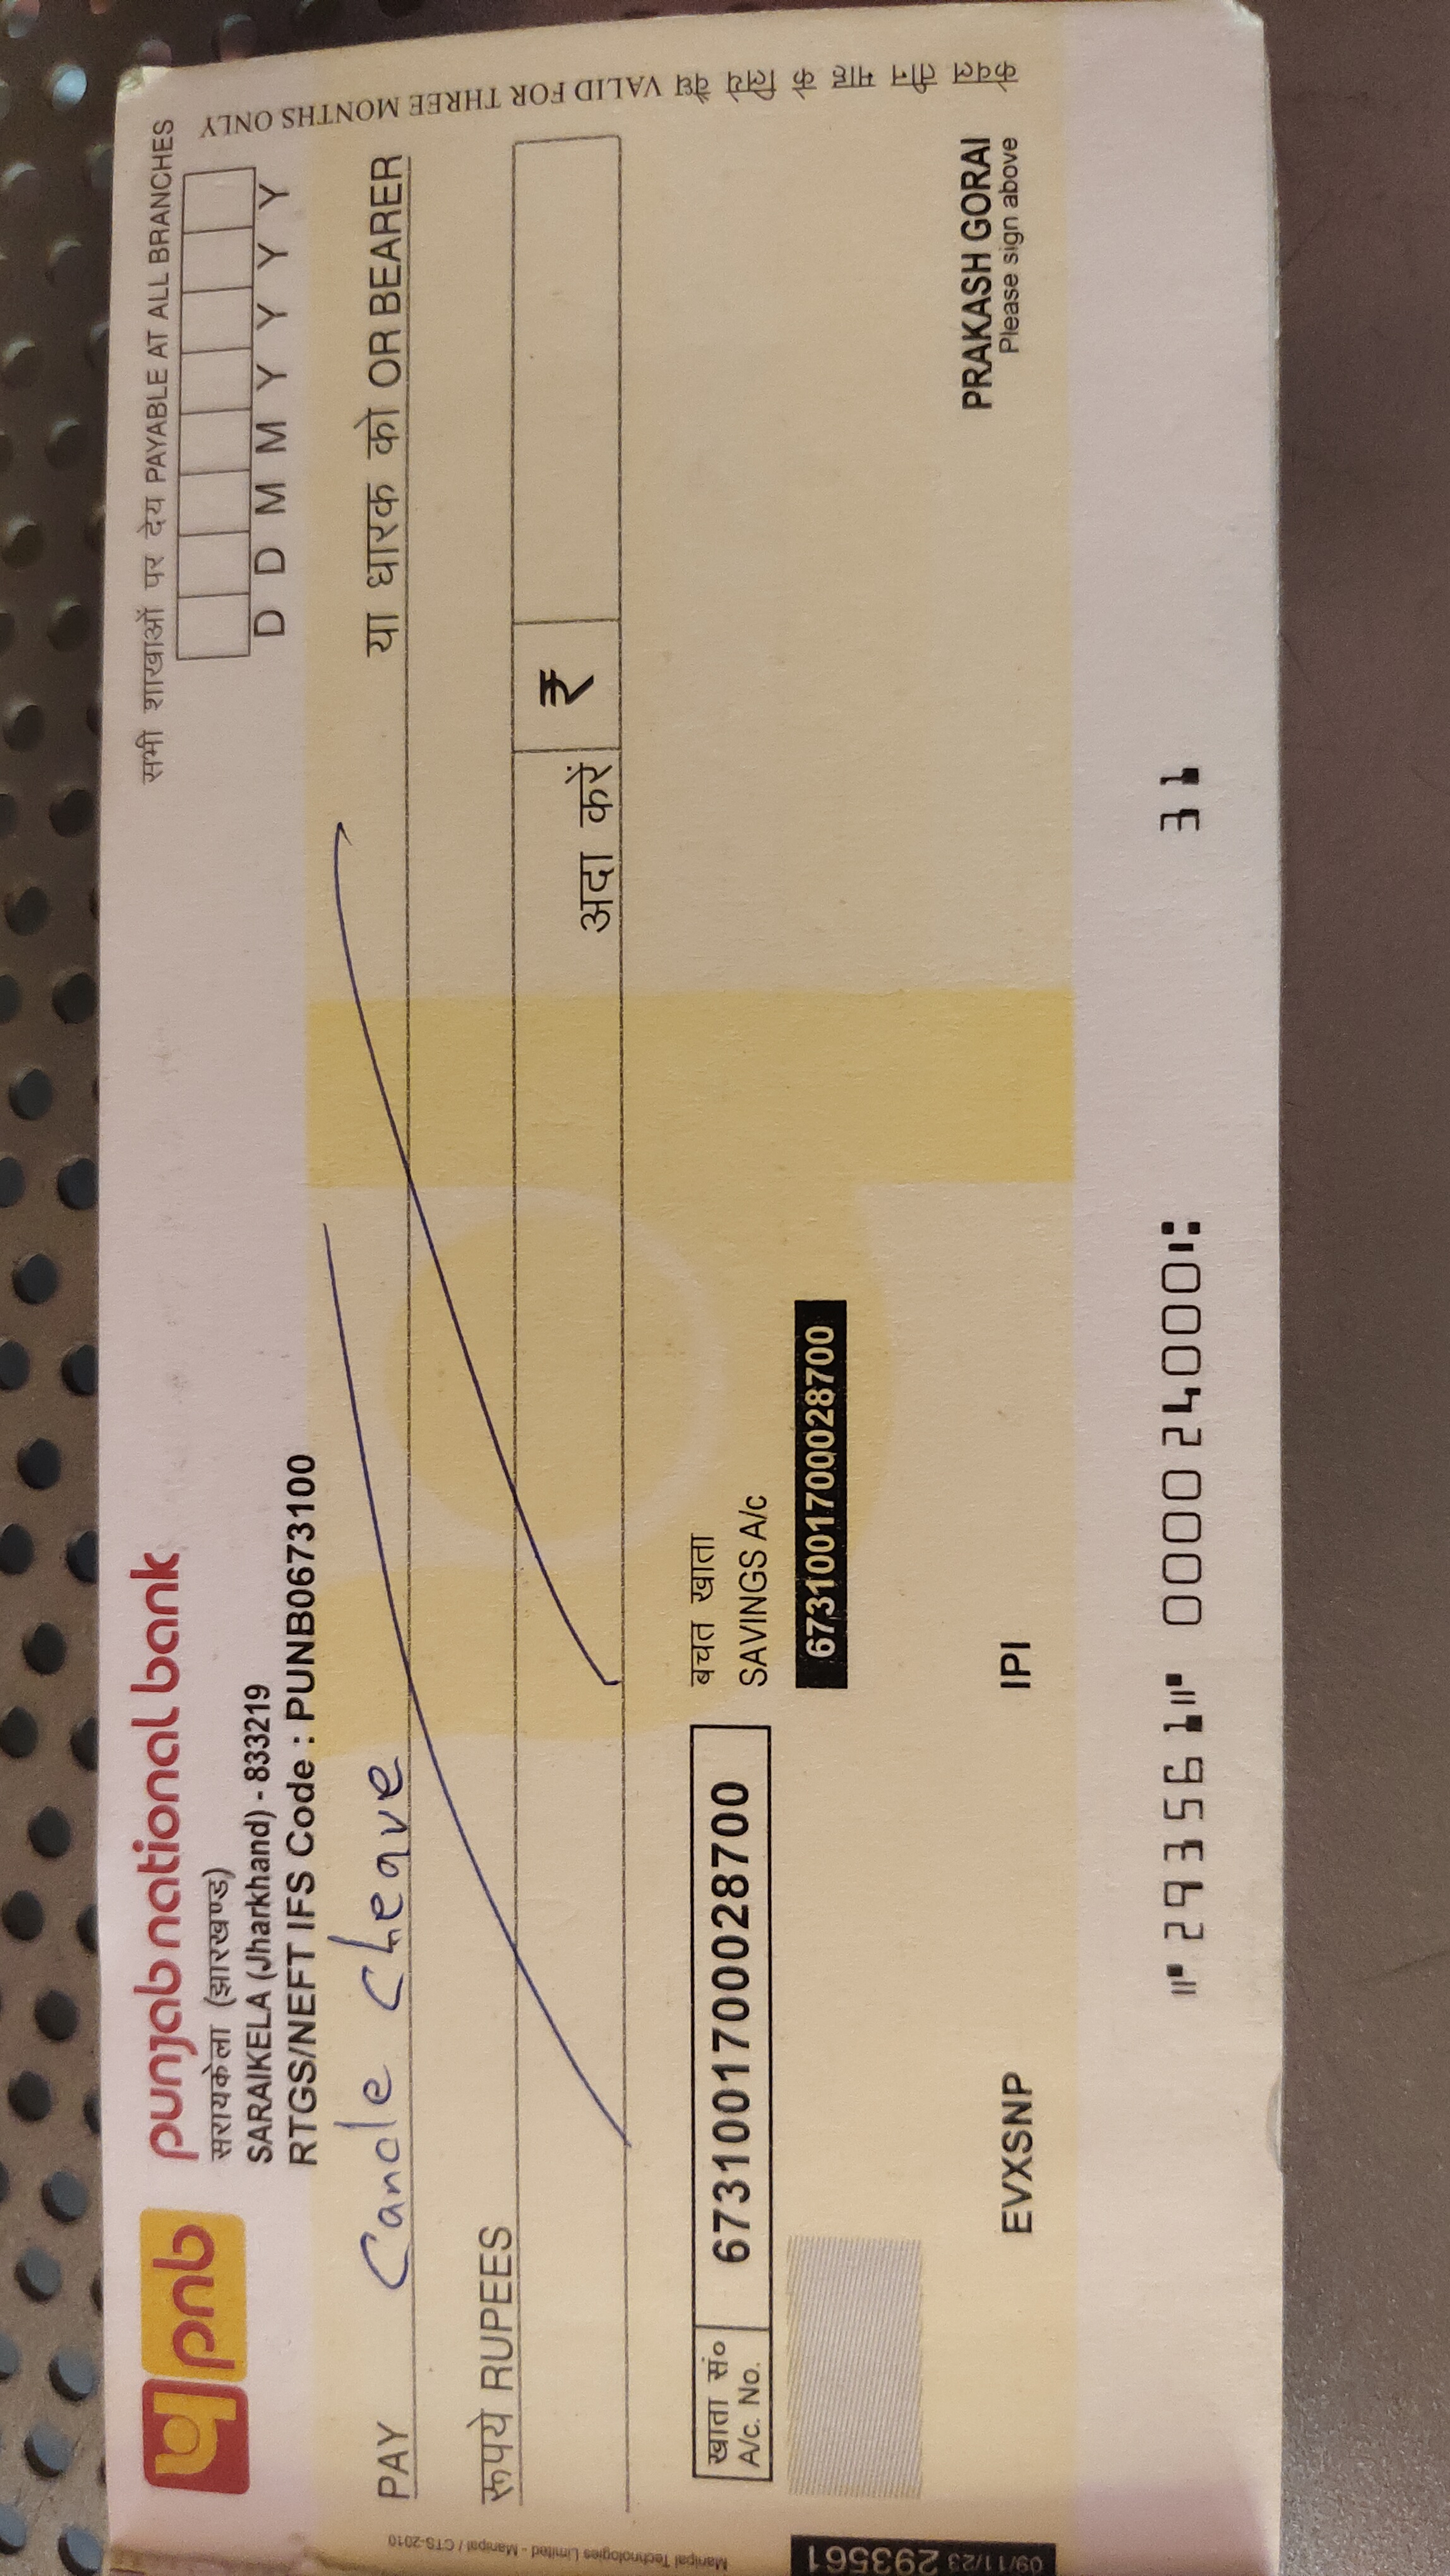 सभी शाखाओं पर देय PAYABLE AT ALL BRANCHES
pnb punjab national bank
सरायकेला (झारखण्ड)
SARAIKELA (Jharkhand) - 833219
RTGS/NEFT IFS Code : PUNB0673100
D D M M Y Y Y Y
केवल तीन माह के लिये वैध VALID FOR THREE MONTHS ONLY
PAY Cancle Cheqve या धारक को OR BEARER
रूपये RUPEES
अदा करें ₹
खाता सं०
A/c. No.
6731001700028700
बचत खाता
SAVINGS A/c
6731001700028700
PRAKASH GORAI
Please sign above
EVXSNP IPI
Manipal Technologies Limited - Manipal / CTS-2010
09/11/23 293561
⑈293561⑈ 000024000⑆ 31